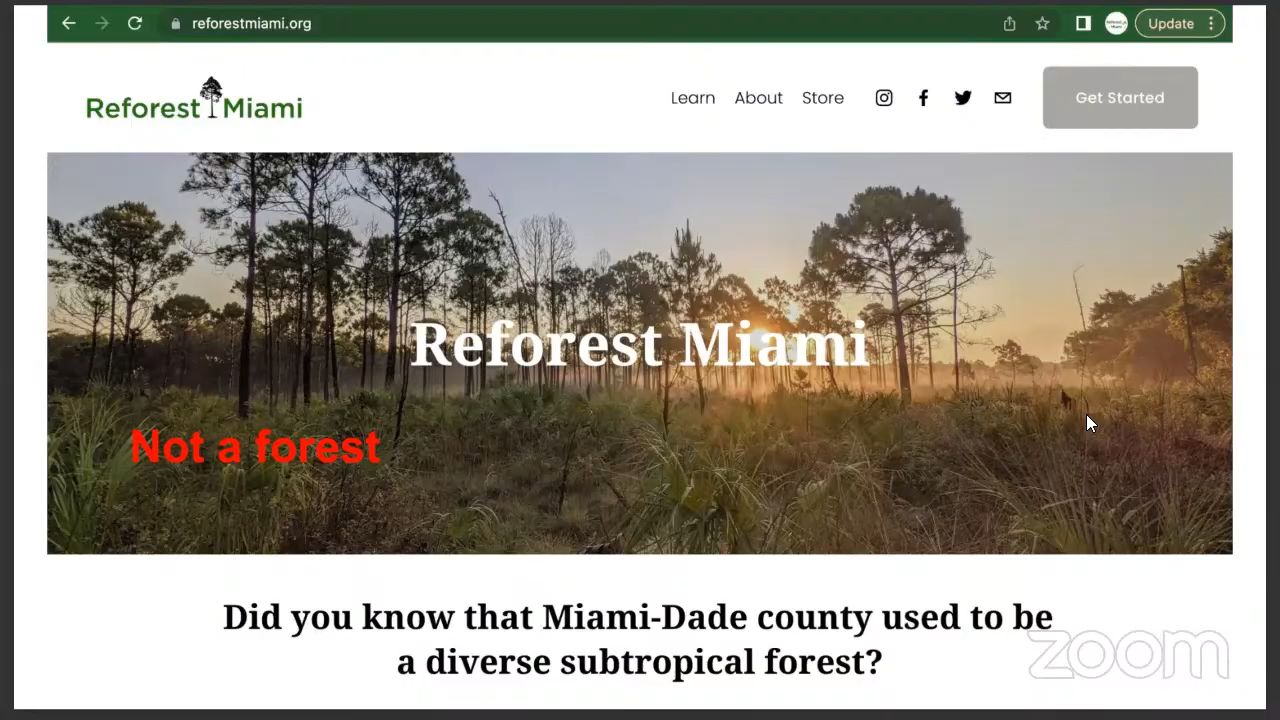 reforestmiami.org
Update
Reforest Miami
Learn About Store
Get Started
Reforest Miami
Not a forest
Did you know that Miami-Dade county used to be
a diverse subtropical forest?
zoom